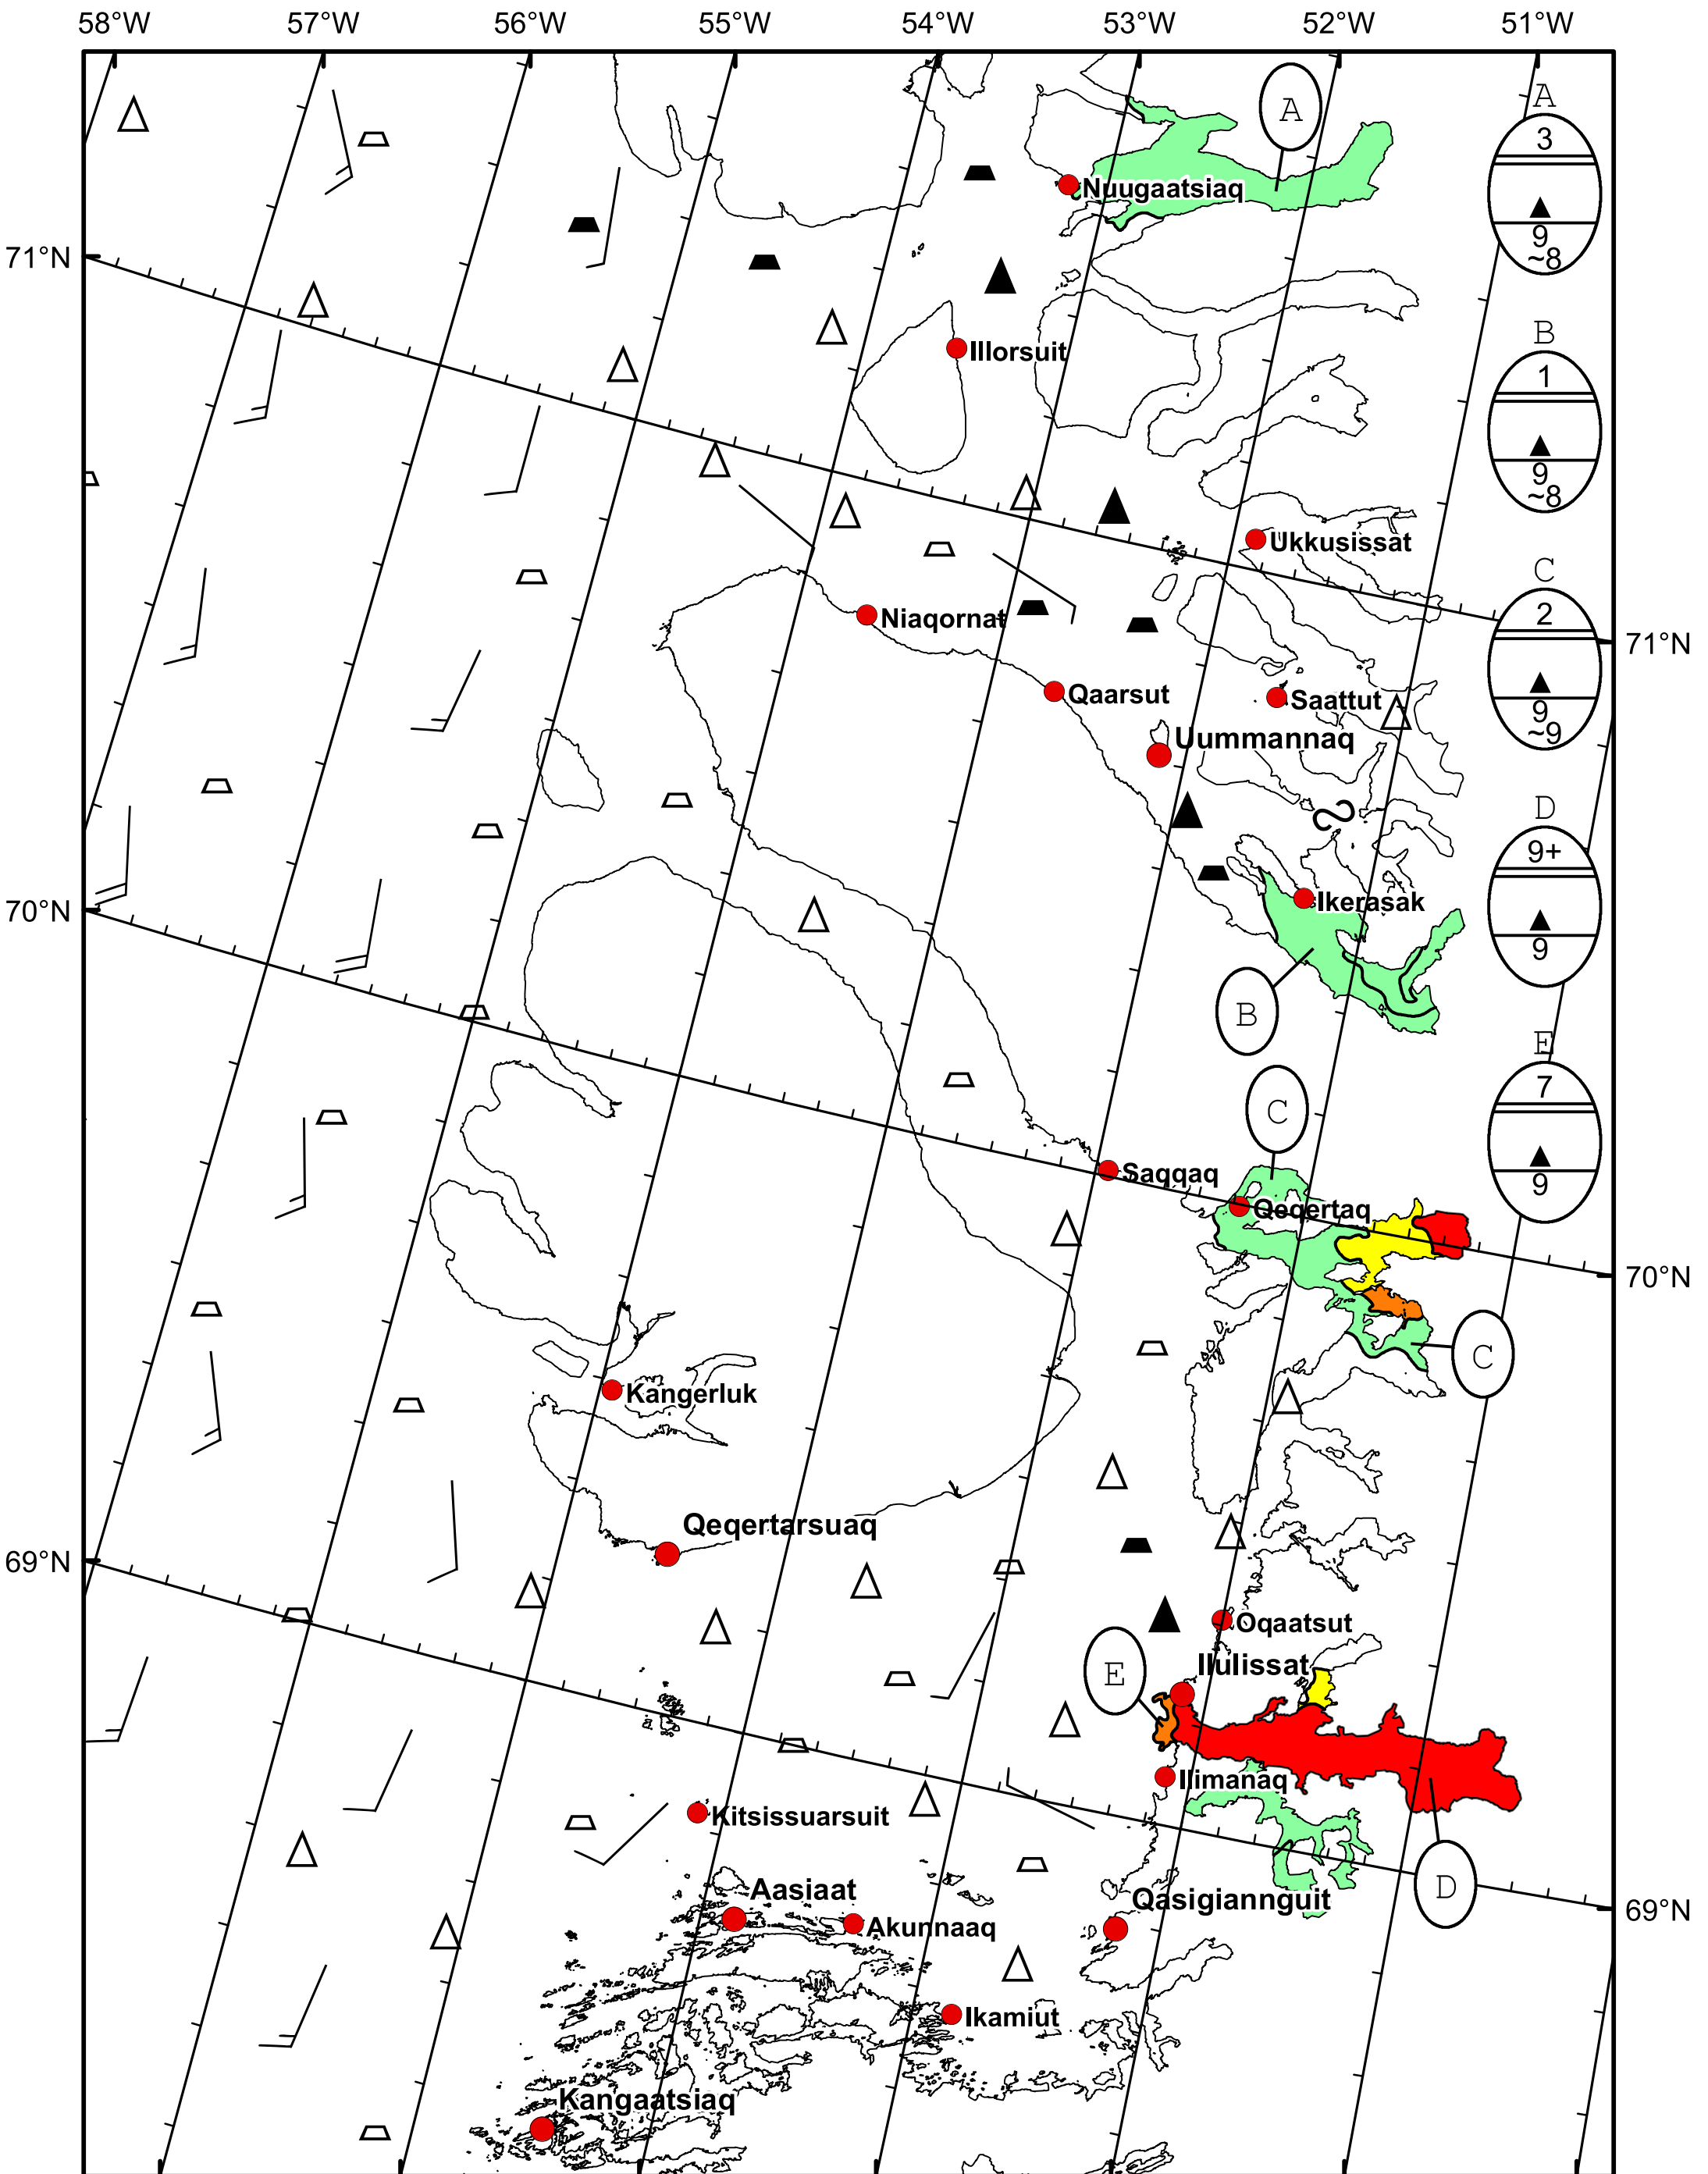 58°W 57°W 56°W 55°W 54°W 53°W 52°W 51°W
A
3
9
~8
A
Nuugaatsiaq
71°N
Illorsuit
B
1
9
~8
Ukkusissat
C
2
9
~9
Niaqornat
71°N
Qaarsut
Saattut
Uummannaq
D
9+
9
Ikerasak
70°N
B
E
7
9
C
Saqqaq
Qeqertaq
70°N
C
Kangerluk
Qeqertarsuaq
69°N
Oqaatsut
Ilulissat
E
Ilimanaq
Kitsissuarsuit
D
Aasiaat
Qasigiannguit
69°N
Akunnaaq
Ikamiut
Kangaatsiaq